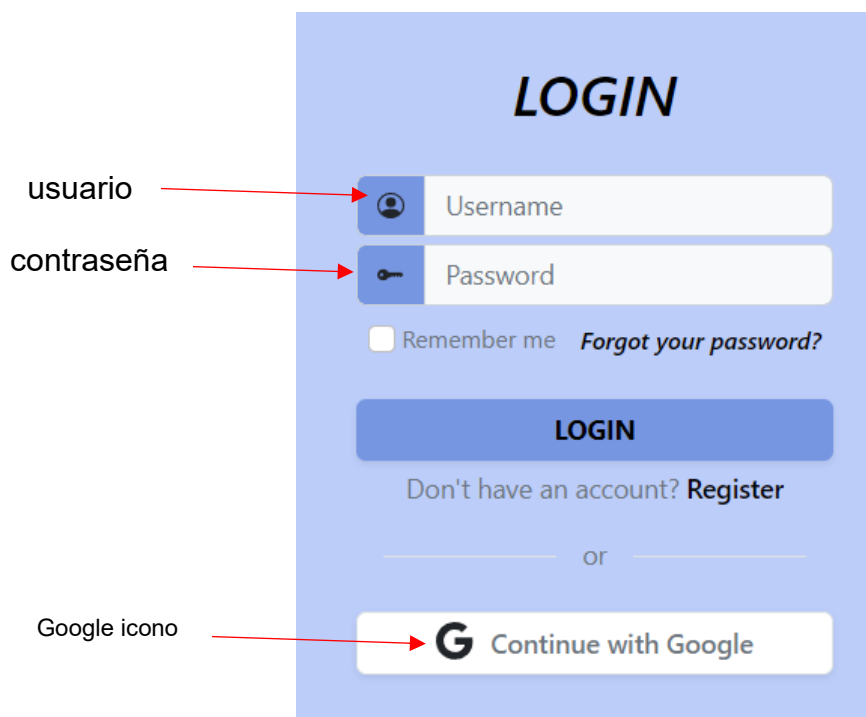 LOGIN
usuario
Username
contraseña
Password
Remember me Forgot your password?
LOGIN
Don't have an account? Register
or
Google icono
G Continue with Google